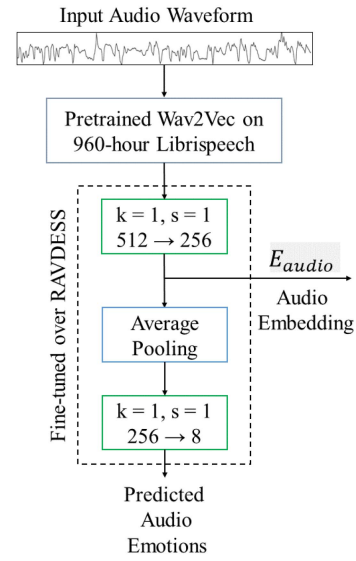 Input Audio Waveform
Pretrained Wav2Vec on
960-hour Librispeech
Fine-tuned over RAVDESS
k = 1, s = 1
512 → 256
E_audio
Audio
Embedding
Average
Pooling
k = 1, s = 1
256 → 8
Predicted
Audio
Emotions